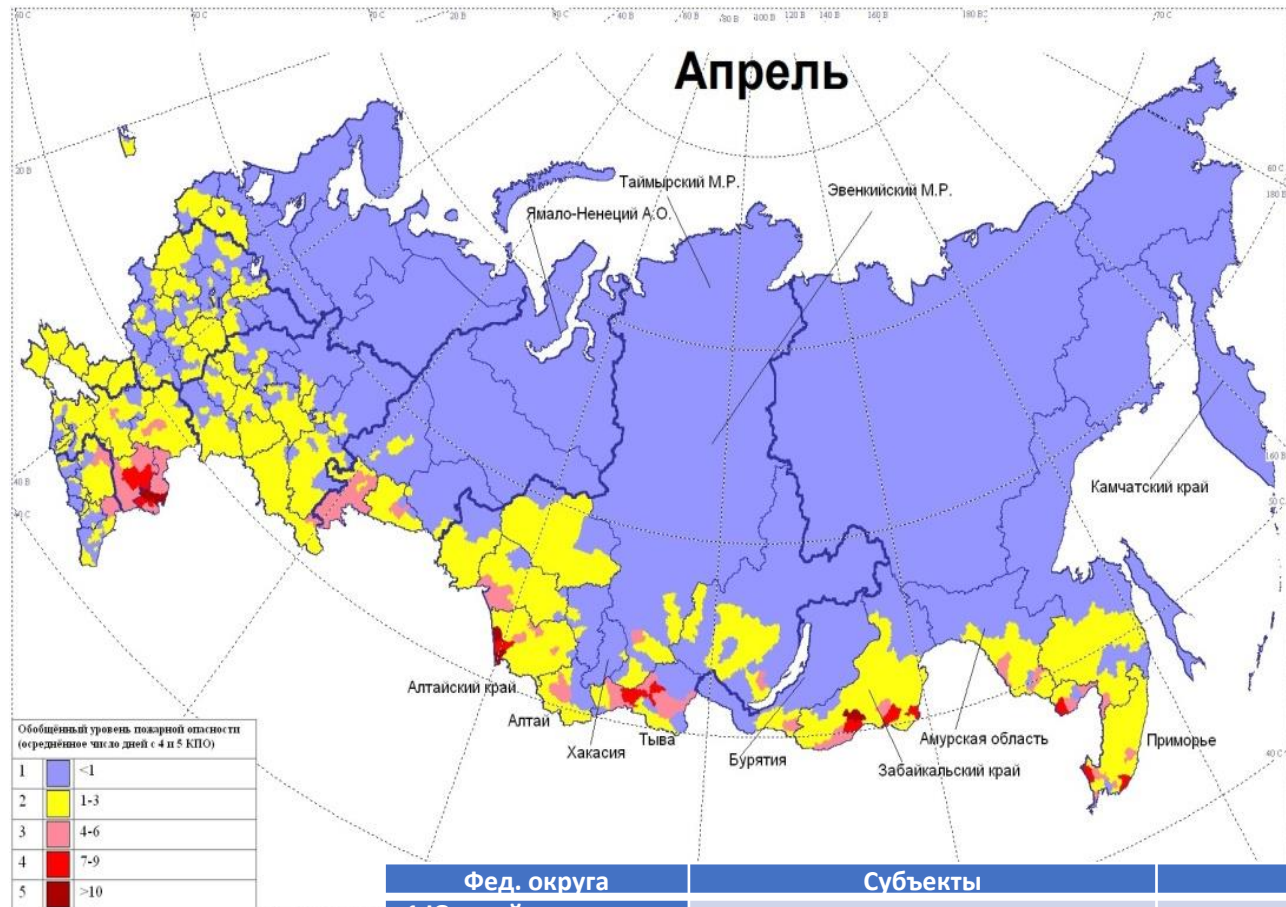 Апрель
Таймырский М.Р.
Эвенкийский М.Р.
Ямало-Ненеций А.О.
Камчатский край
Алтайский край
Алтай
Хакасия
Тыва
Бурятия
Амурская область
Забайкальский край
Приморье
Обобщённый уровень пожарной опасности
(осреднённое число дней с 4 и 5 КПО)
1 <1
2 1-3
3 4-6
4 7-9
5 >10
Фед. округа Субъекты